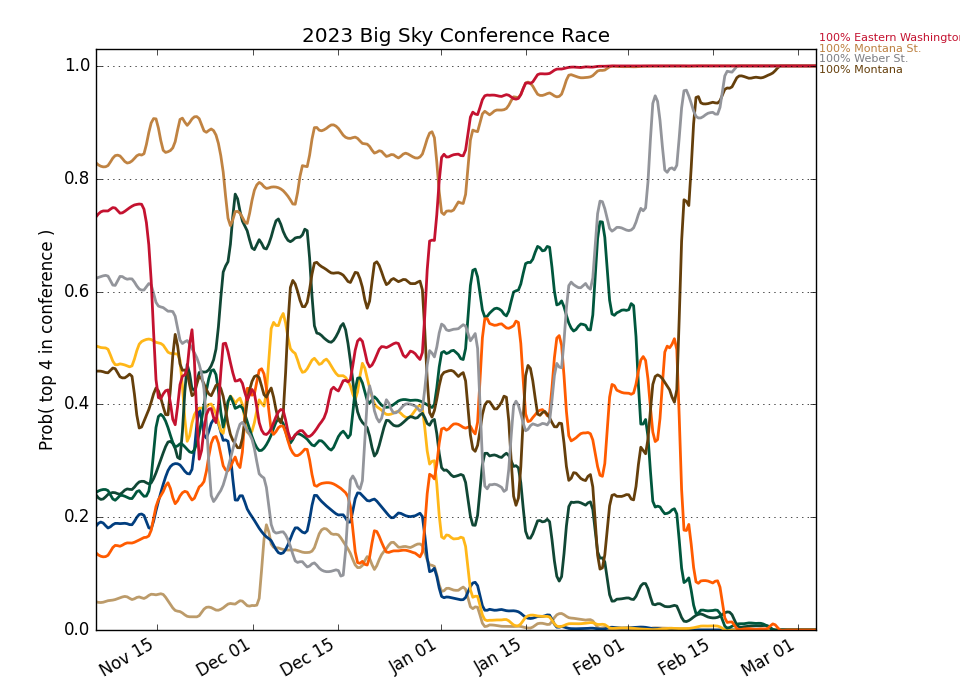 2023 Big Sky Conference Race
100% Eastern Washington
100% Montana St.
100% Weber St.
100% Montana
Prob( top 4 in conference )
1.0
0.8
0.6
0.4
0.2
0.0
Nov 15
Dec 01
Dec 15
Jan 01
Jan 15
Feb 01
Feb 15
Mar 01